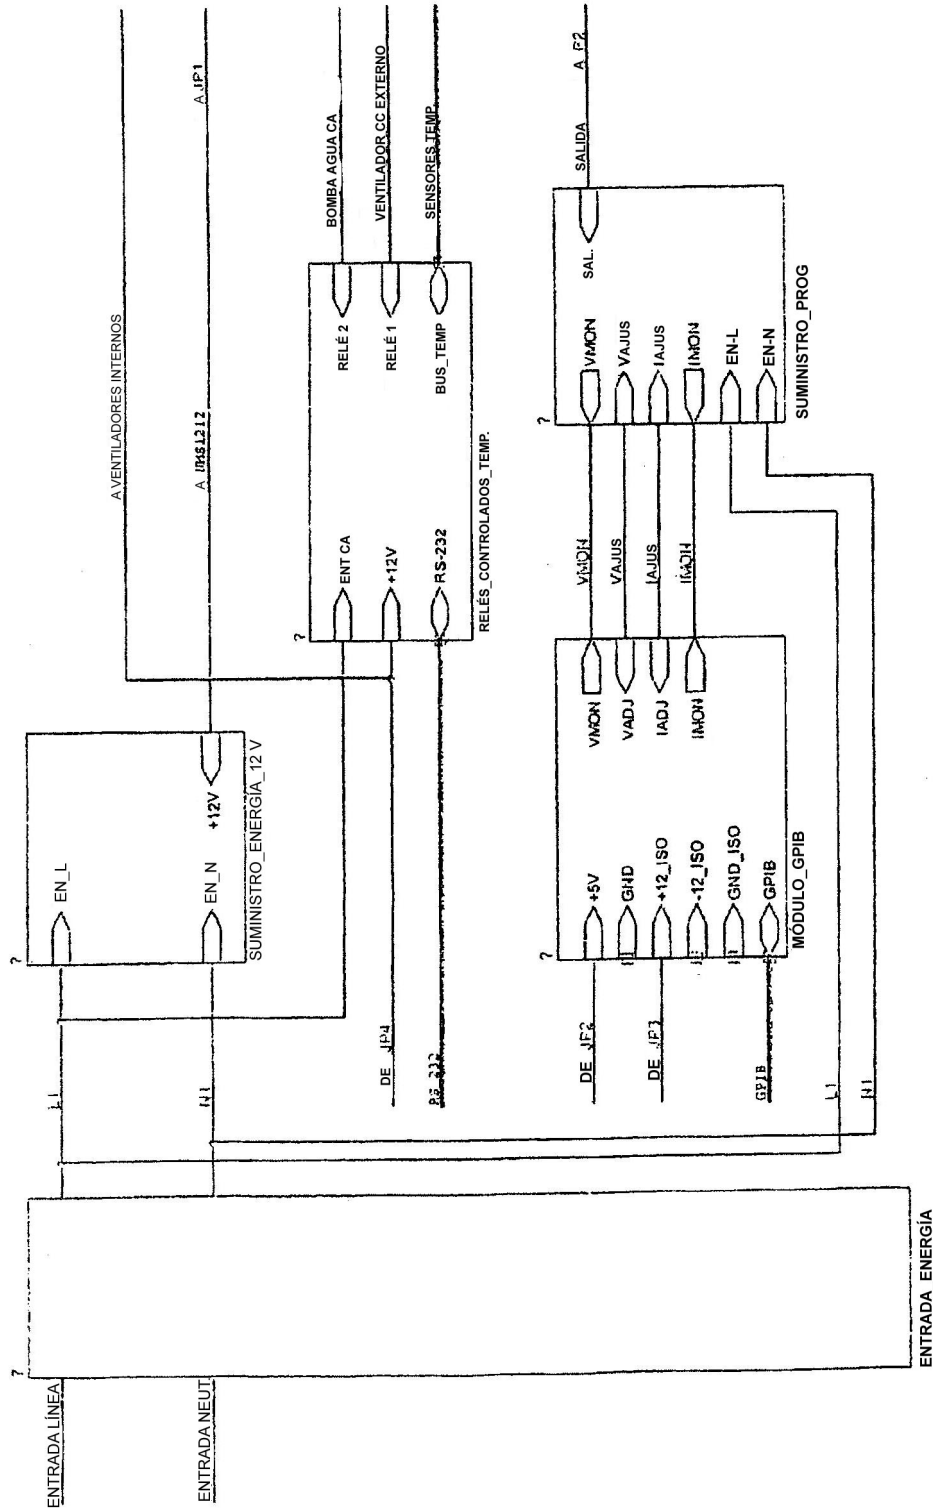 ENTRADA LÍNEA
ENTRADA NEUT.
?
ENTRADA ENERGÍA
L1
N1
L1
N1
?
EN_L
EN_N
+12V
SUMINISTRO_ENERGÍA_12 V
A VENTILADORES INTERNOS
A JP1
DE JP4
RS-232
?
ENT CA
+12V
RS-232
RELÉ 2
RELÉ 1
BUS_TEMP
RELÉS_CONTROLADOS_TEMP.
BOMBA AGUA CA
VENTILADOR CC EXTERNO
SENSORES TEMP.
DE JP2
DE JP3
GPIB
?
+5V
GND
+12_ISO
-12_ISO
GND_ISO
GPIB
VMON
VADJ
IADJ
IMON
MÓDULO_GPIB
VMON
VAJUS
IAJUS
IMON
?
VMON
VAJUS
IAJUS
IMON
EN-L
EN-N
SAL.
SUMINISTRO_PROG
SALIDA
A P2